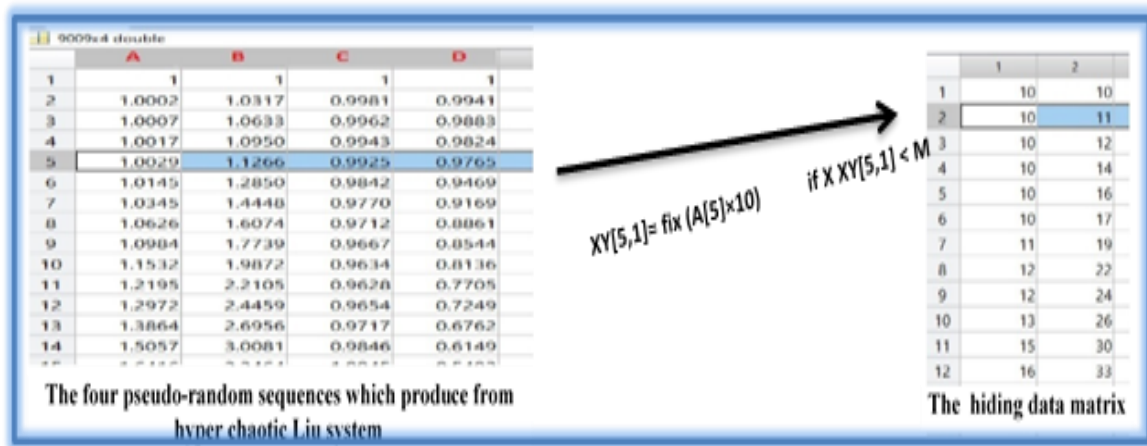 9009x4 double
A B C D
1 1 1 1 1
2 1.0002 1.0317 0.9981 0.9941
3 1.0007 1.0633 0.9962 0.9883
4 1.0017 1.0950 0.9943 0.9824
5 1.0029 1.1266 0.9925 0.9765
6 1.0145 1.2850 0.9842 0.9469
7 1.0345 1.4448 0.9770 0.9169
8 1.0626 1.6074 0.9712 0.8861
9 1.0984 1.7739 0.9667 0.8544
10 1.1532 1.9872 0.9634 0.8136
11 1.2195 2.2105 0.9628 0.7705
12 1.2972 2.4459 0.9654 0.7249
13 1.3864 2.6956 0.9717 0.6762
14 1.5057 3.0081 0.9846 0.6149
The four pseudo-random sequences which produce from
hyper chaotic Liu system
XY[5,1]= fix (A[5]×10)
if X XY[5,1] < M
1 2
1 10 10
2 10 11
3 10 12
4 10 14
5 10 16
6 10 17
7 11 19
8 12 22
9 12 24
10 13 26
11 15 30
12 16 33
The hiding data matrix